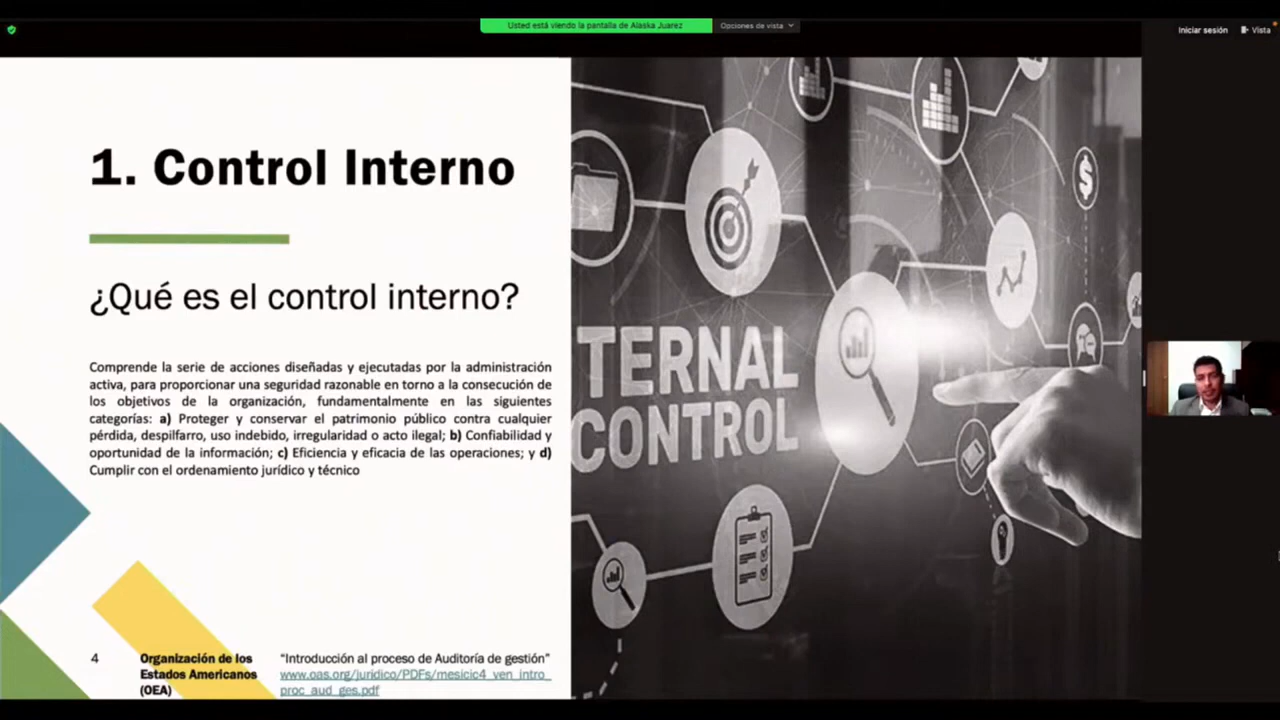 Usted está viendo la pantalla de Alaska Juarez
Opciones de vista
Iniciar sesión
Vista
1. Control Interno
¿Qué es el control interno?
Comprende la serie de acciones diseñadas y ejecutadas por la administración
activa, para proporcionar una seguridad razonable en torno a la consecución de
los objetivos de la organización, fundamentalmente en las siguientes
categorías: a) Proteger y conservar el patrimonio público contra cualquier
pérdida, despilfarro, uso indebido, irregularidad o acto ilegal; b) Confiabilidad y
oportunidad de la información; c) Eficiencia y eficacia de las operaciones; y d)
Cumplir con el ordenamiento jurídico y técnico
TERNAL
CONTROL
$
4
Organización de los
Estados Americanos
(OEA)
“Introducción al proceso de Auditoría de gestión”
www.oas.org/juridico/PDFs/mesicic4_ven_intro_
proc_aud_ges.pdf